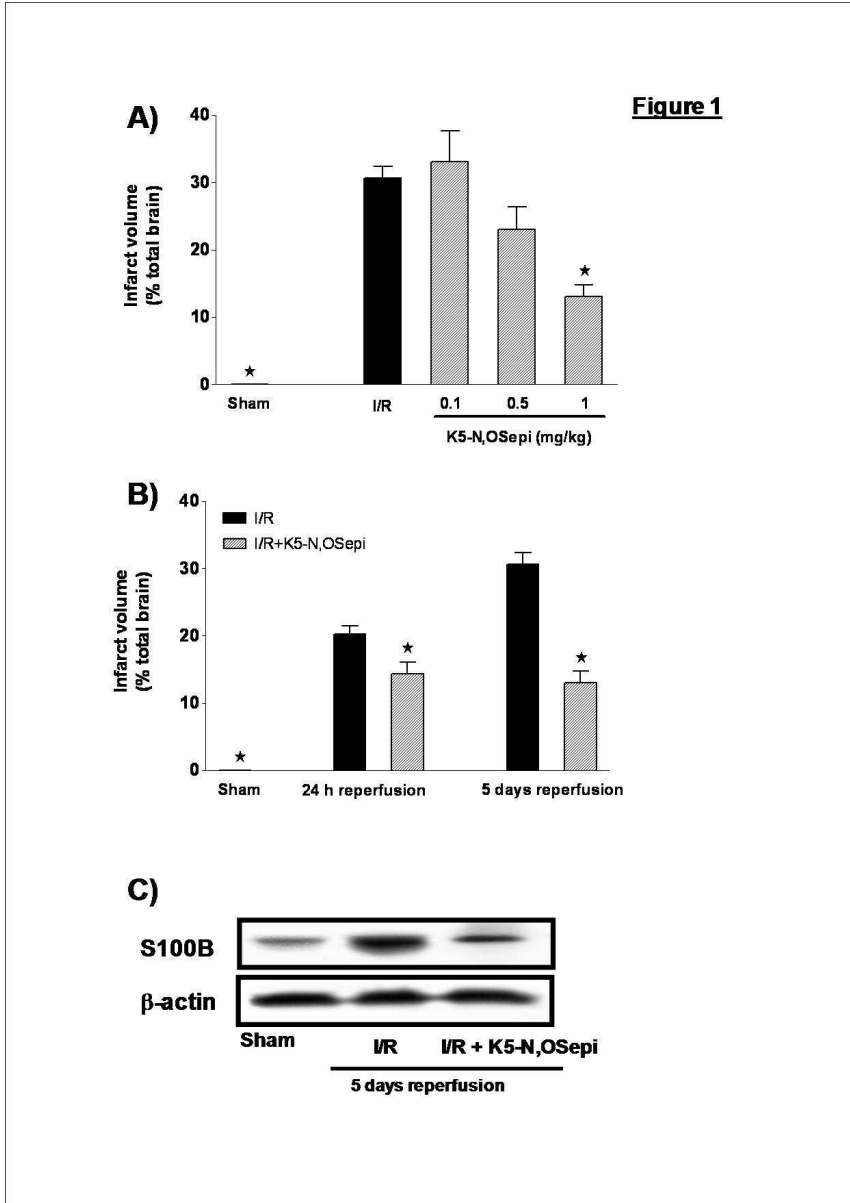 Figure 1
A)
Infarct volume
(% total brain)
40
30
20
10
0
★
★
Sham
I/R
0.1
0.5
1
K5-N,OSepi (mg/kg)
B)
Infarct volume
(% total brain)
40
30
20
10
0
I/R
I/R+K5-N,OSepi
★
★
★
Sham
24 h reperfusion
5 days reperfusion
C)
S100B
β-actin
Sham
I/R
I/R + K5-N,OSepi
5 days reperfusion